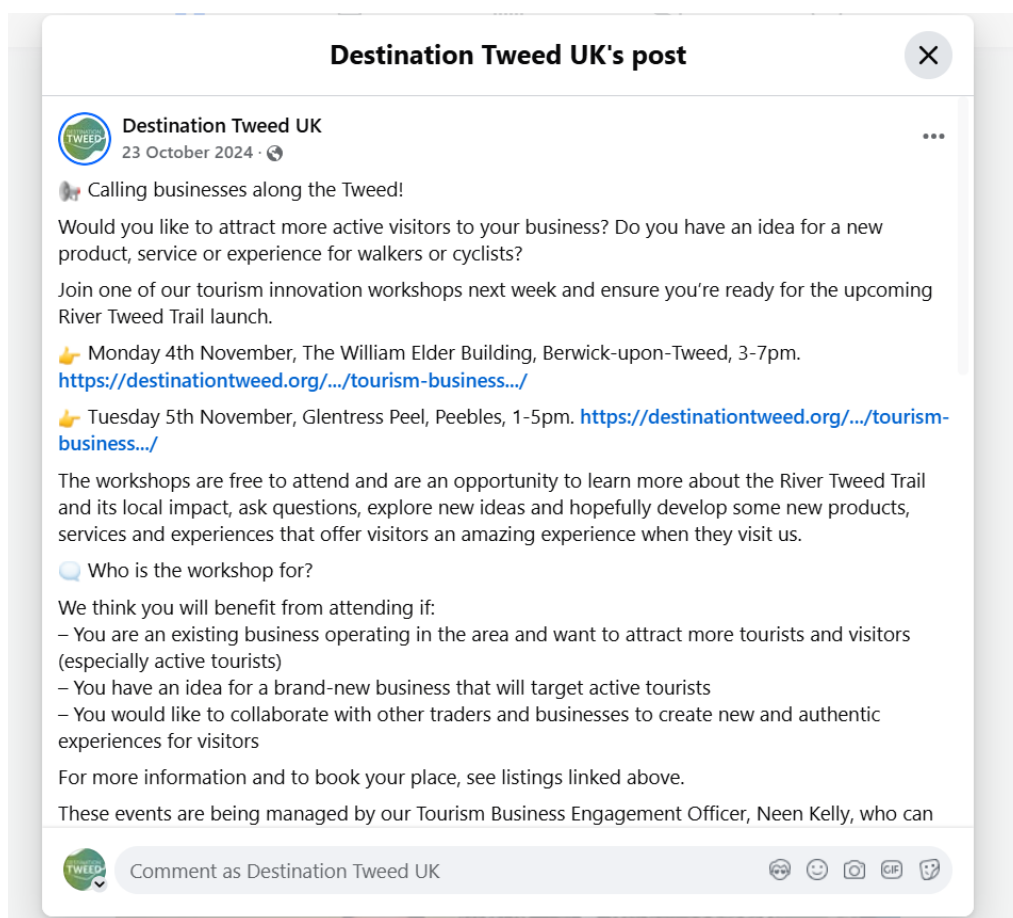 Destination Tweed UK's post
DESTINATION
TWEED
Destination Tweed UK
23 October 2024 ·
Calling businesses along the Tweed!
Would you like to attract more active visitors to your business? Do you have an idea for a new
product, service or experience for walkers or cyclists?
Join one of our tourism innovation workshops next week and ensure you’re ready for the upcoming
River Tweed Trail launch.
Monday 4th November, The William Elder Building, Berwick-upon-Tweed, 3-7pm.
https://destinationtweed.org/.../tourism-business.../
Tuesday 5th November, Glentress Peel, Peebles, 1-5pm. https://destinationtweed.org/.../tourism-
business.../
The workshops are free to attend and are an opportunity to learn more about the River Tweed Trail
and its local impact, ask questions, explore new ideas and hopefully develop some new products,
services and experiences that offer visitors an amazing experience when they visit us.
Who is the workshop for?
We think you will benefit from attending if:
– You are an existing business operating in the area and want to attract more tourists and visitors
(especially active tourists)
– You have an idea for a brand-new business that will target active tourists
– You would like to collaborate with other traders and businesses to create new and authentic
experiences for visitors
For more information and to book your place, see listings linked above.
These events are being managed by our Tourism Business Engagement Officer, Neen Kelly, who can
TWEED
Comment as Destination Tweed UK
GIF